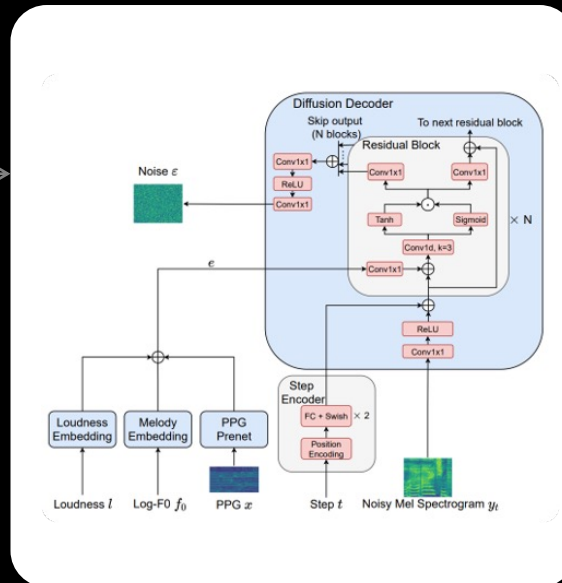 Diffusion Decoder
Skip output
(N blocks)
To next residual block
Residual Block
Conv1x1
ReLU
Conv1x1
Conv1x1
Conv1x1
Tanh
Sigmoid
× N
Conv1d, k=3
Conv1x1
Noise ε
e
ReLU
Conv1x1
Step
Encoder
FC + Swish
× 2
Position
Encoding
Loudness
Embedding
Melody
Embedding
PPG
Prenet
Loudness l
Log-F0 f₀
PPG x
Step t
Noisy Mel Spectrogram yₜ